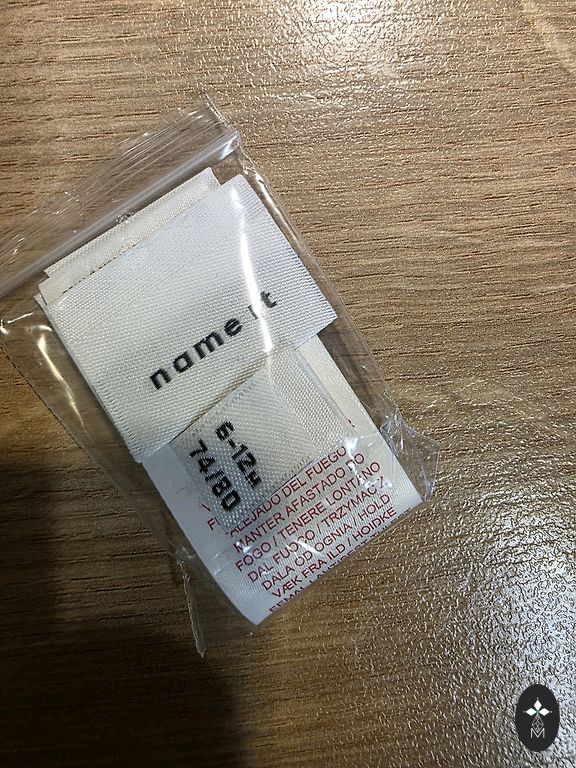 name it
6-12M
74/80
ALEJADO DEL FUEGO
MANTER AFASTADO DO
FOGO / TENERE LONTANO
DAL FUOCO / TRZYMAĆ Z
DALA OD OGNIA / HOLD
VÆK FRA ILD / HOIDKE
M